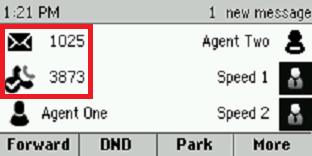 1:21 PM 1 new message
1025 Agent Two
3873 Speed 1
Agent One Speed 2
Forward DND Park More